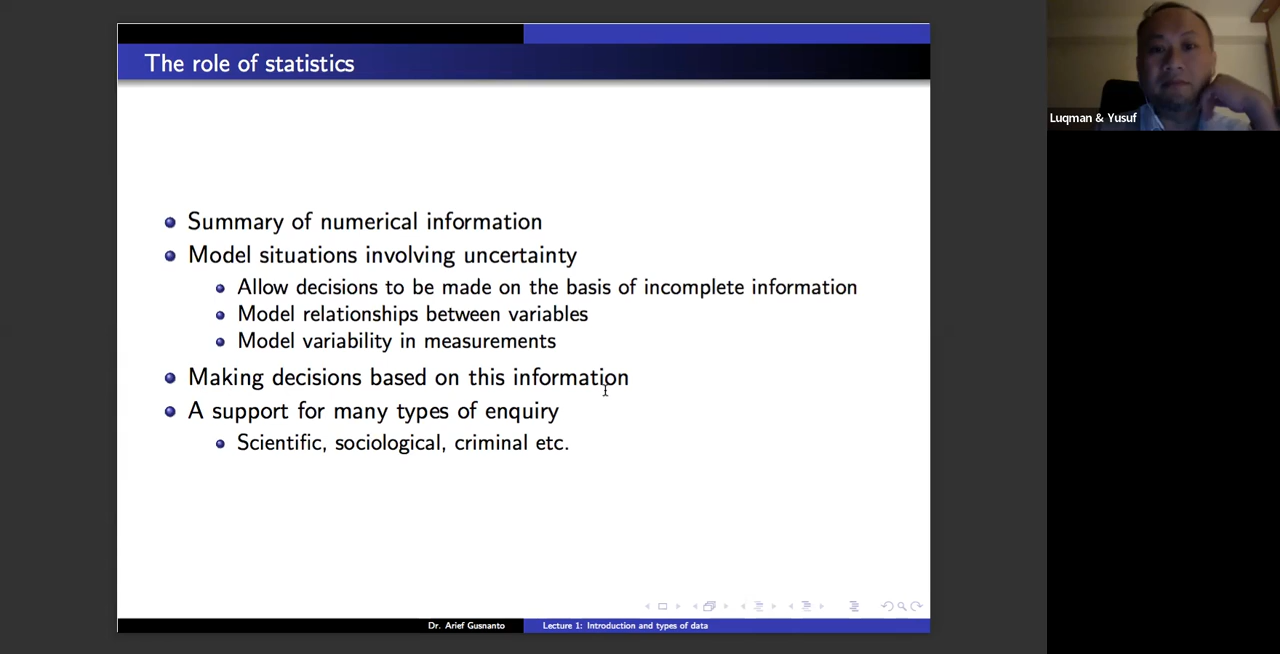 The role of statistics
Luqman & Yusuf
Summary of numerical information
Model situations involving uncertainty
Allow decisions to be made on the basis of incomplete information
Model relationships between variables
Model variability in measurements
Making decisions based on this information
A support for many types of enquiry
Scientific, sociological, criminal etc.
Dr. Arief Gusnanto
Lecture 1: Introduction and types of data